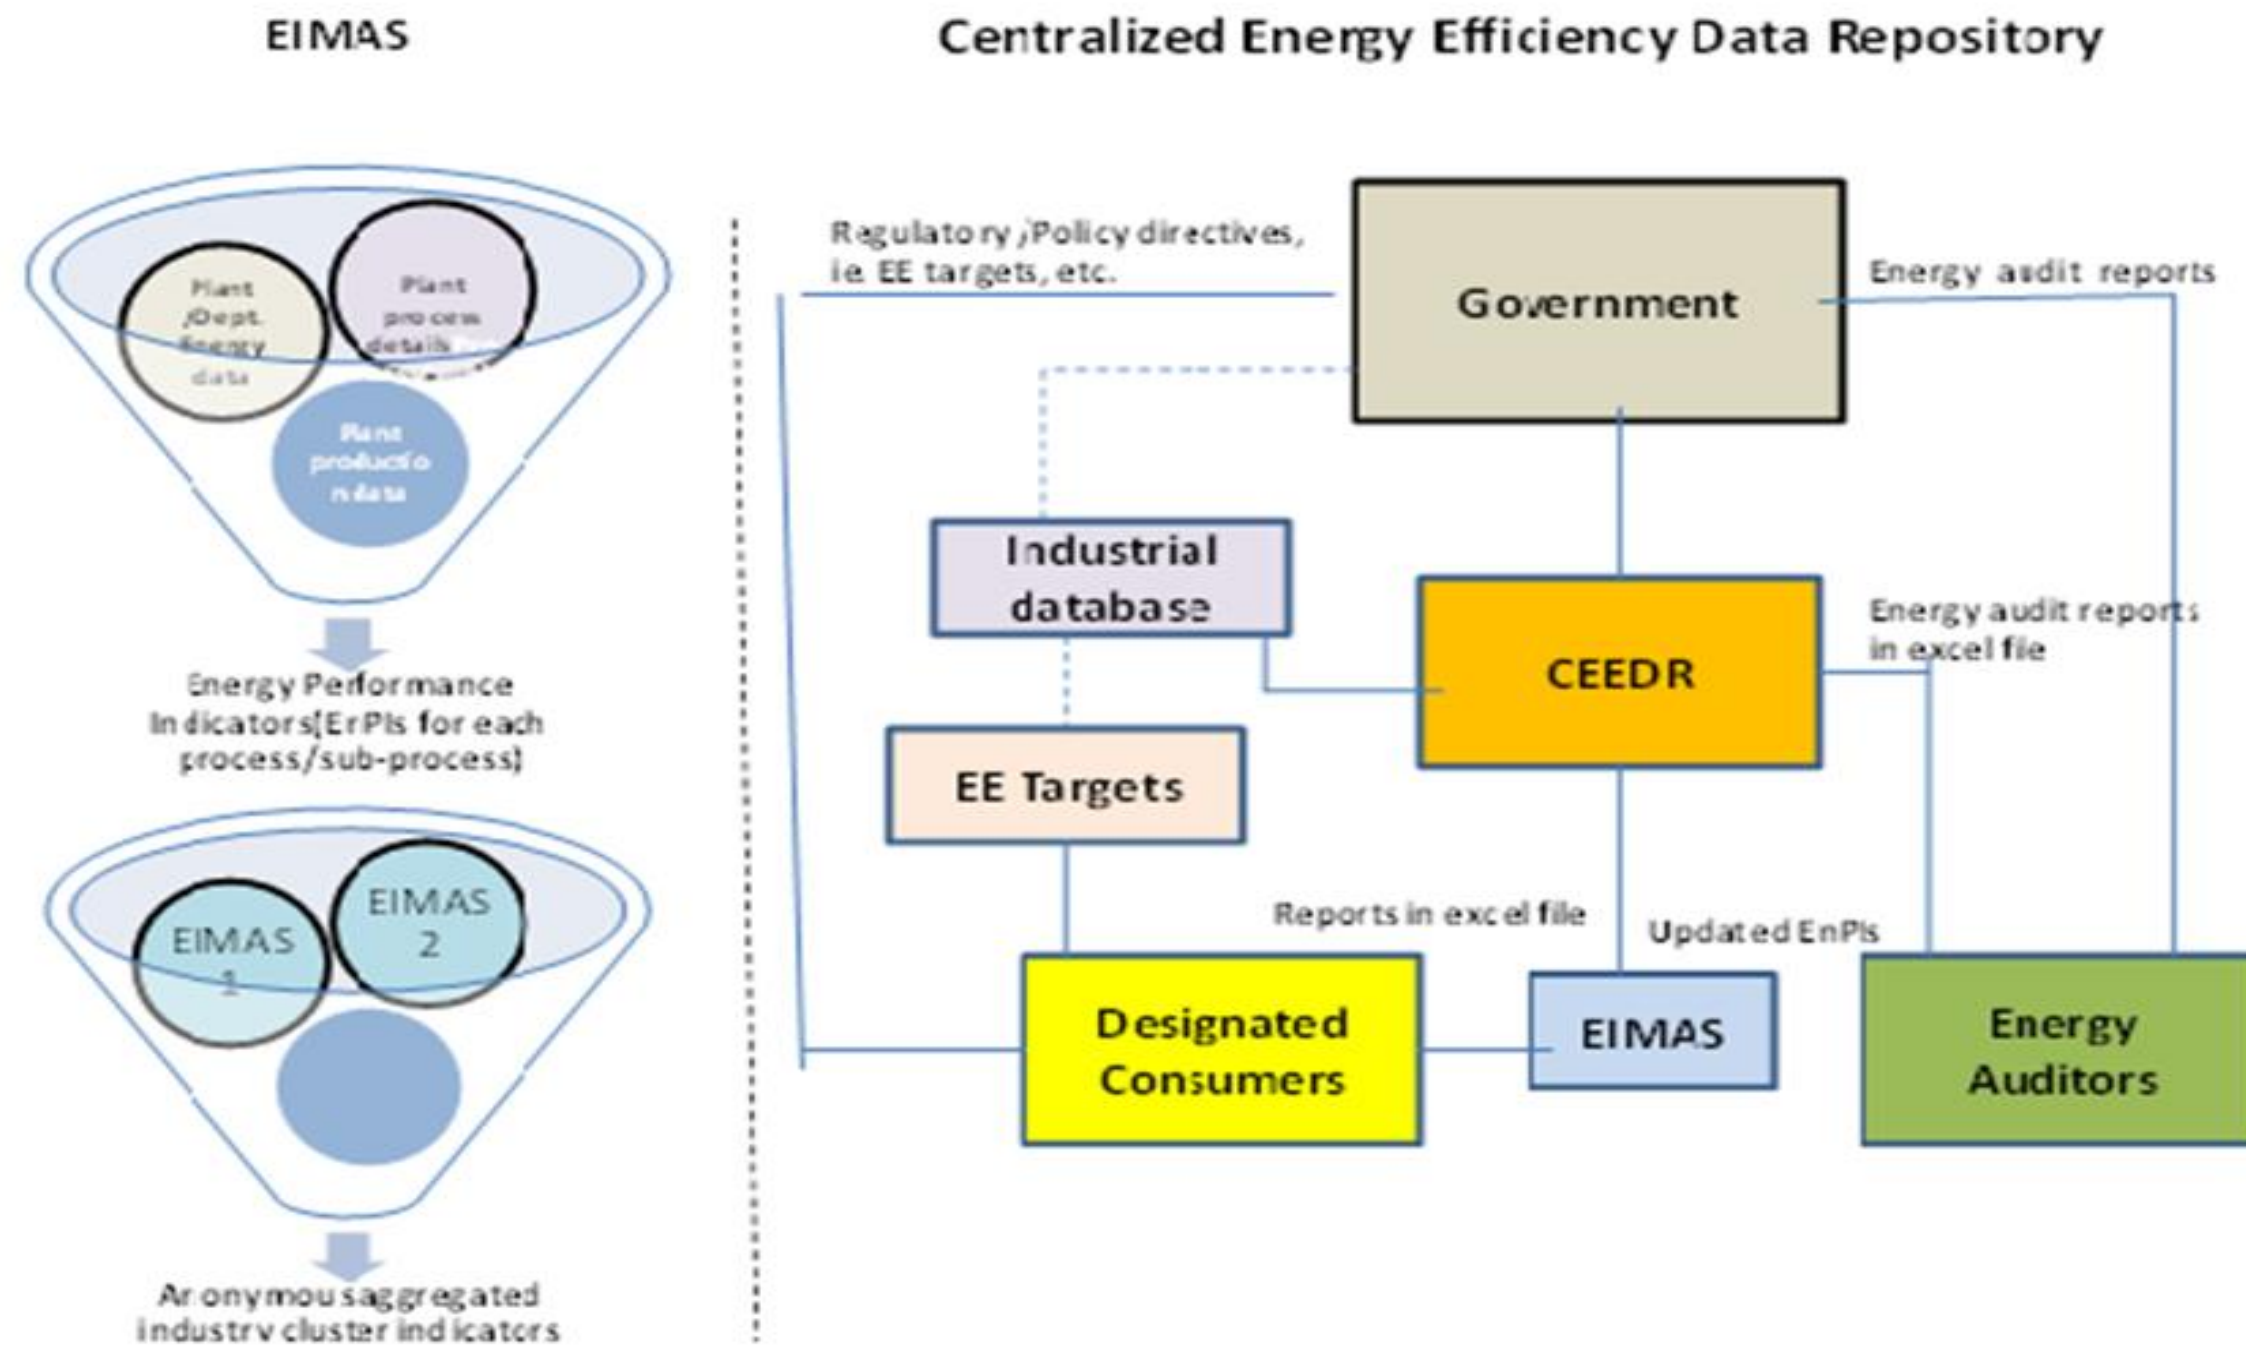 EIMAS
Plant
/Dept.
Energy
data
Plant
process
details
Plant
productio
n data
Energy Performance
Indicators(EnPIs for each
process/sub-process)
EIMAS
1
EIMAS
2
Anonymous aggregated
industry cluster indicators
Centralized Energy Efficiency Data Repository
Regulatory /Policy directives,
ie. EE targets, etc.
Government
Energy audit reports
Industrial
database
CEEDR
Energy audit reports
in excel file
EE Targets
Reports in excel file
Updated EnPIs
Designated
Consumers
EIMAS
Energy
Auditors